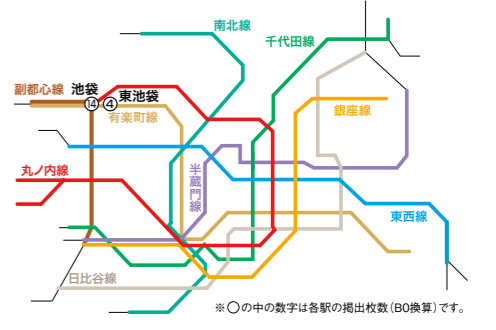 南北線
千代田線
副都心線
池袋
⑭
④
東池袋
有楽町線
銀座線
丸ノ内線
半蔵門線
東西線
日比谷線
※○の中の数字は各駅の掲出枚数（B0換算）です。